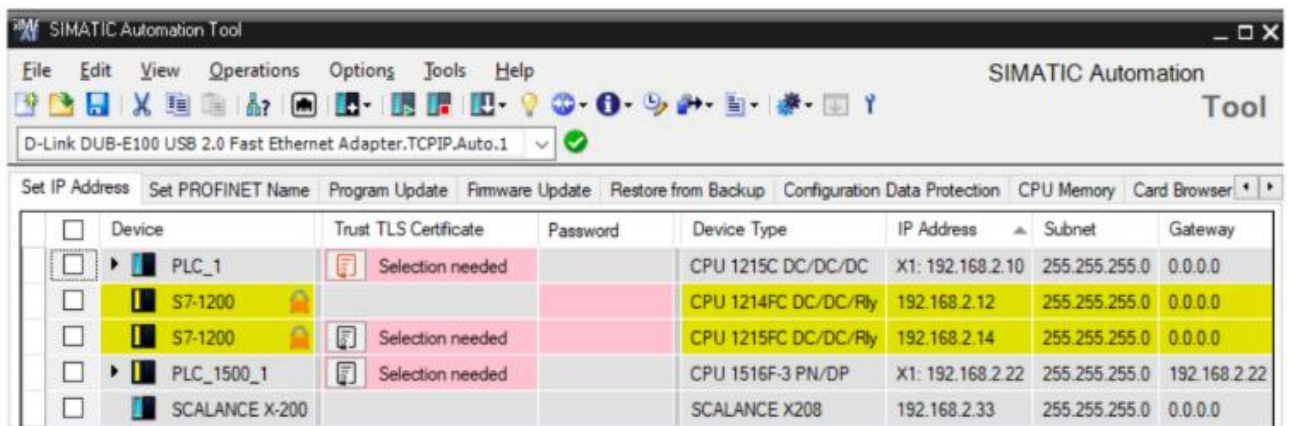 SIMATIC Automation Tool
File Edit View Operations Options Tools Help
SIMATIC Automation
Tool
D-Link DUB-E100 USB 2.0 Fast Ethernet Adapter.TCPIP.Auto.1
Set IP Address Set PROFINET Name Program Update Firmware Update Restore from Backup Configuration Data Protection CPU Memory Card Browser
Device Trust TLS Certificate Password Device Type IP Address Subnet Gateway
PLC_1 Selection needed CPU 1215C DC/DC/DC X1: 192.168.2.10 255.255.255.0 0.0.0.0
S7-1200 CPU 1214FC DC/DC/Rly 192.168.2.12 255.255.255.0 0.0.0.0
S7-1200 Selection needed CPU 1215FC DC/DC/Rly 192.168.2.14 255.255.255.0 0.0.0.0
PLC_1500_1 Selection needed CPU 1516F-3 PN/DP X1: 192.168.2.22 255.255.255.0 192.168.2.22
SCALANCE X-200 SCALANCE X208 192.168.2.33 255.255.255.0 0.0.0.0